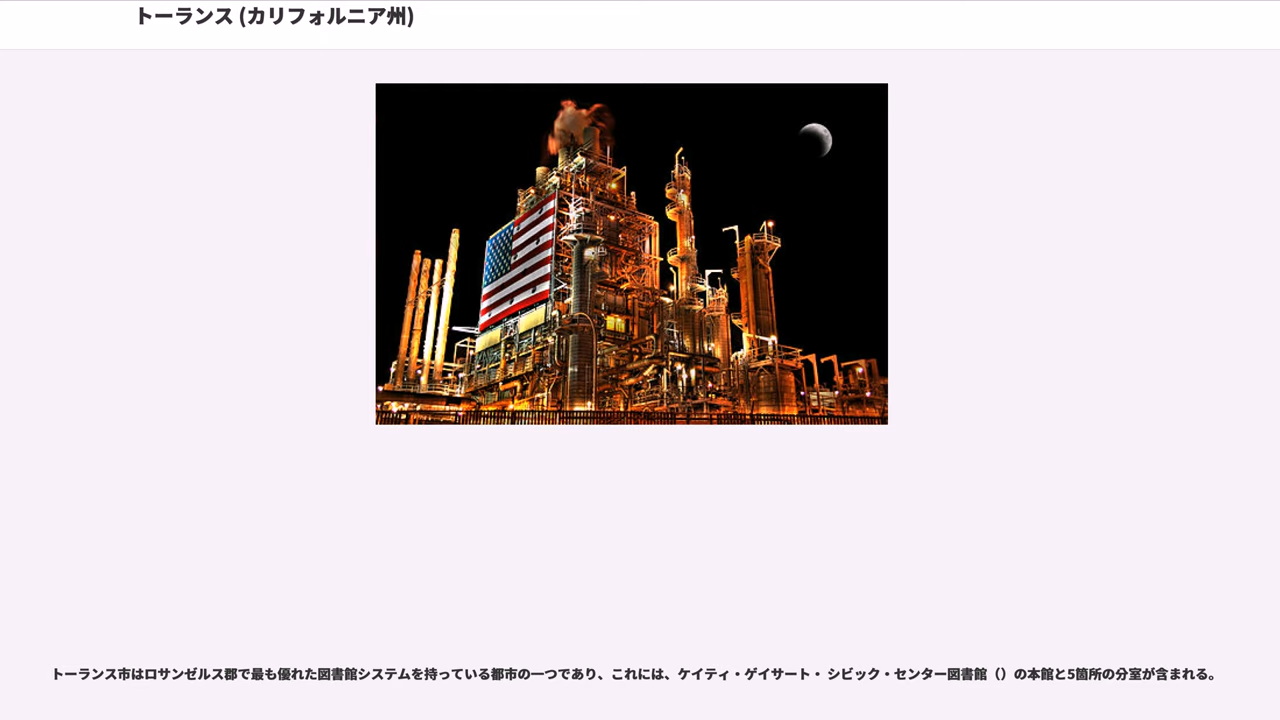 トーランス (カリフォルニア州)
トーランス市はロサンゼルス郡で最も優れた図書館システムを持っている都市の一つであり、これには、ケイティ・ゲイサート・ シビック・センター図書館（）の本館と5箇所の分室が含まれる。